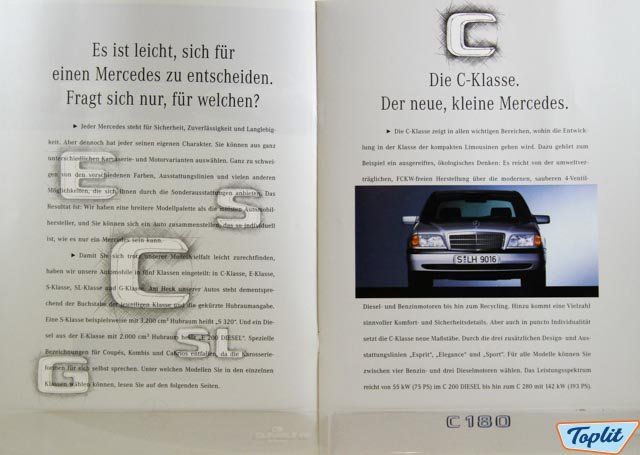 Es ist leicht, sich für
einen Mercedes zu entscheiden.
Fragt sich nur, für welchen?
► Jeder Mercedes steht für Sicherheit, Zuverlässigkeit und Langlebig-
keit. Aber dennoch hat jeder seinen eigenen Charakter. Sie können aus ganz
unterschiedlichen Karosserie- und Motorvarianten auswählen. Ganz zu schwei-
gen von den verschiedenen Farben, Ausstattungslinien und vielen anderen
Möglichkeiten, die sich Ihnen durch die Sonderausstattungen anbieten. Das
Resultat ist: Wir haben eine breitere Modellpalette als die meisten Automobil-
hersteller, und Sie können sich ein Auto zusammenstellen, das so individuell
ist, wie es nur ein Mercedes sein kann.
► Damit Sie sich trotz unserer Modellvielfalt leicht zurechtfinden,
haben wir unsere Automobile in fünf Klassen eingeteilt: in C-Klasse, E-Klasse,
S-Klasse, SL-Klasse und G-Klasse. Am Heck unserer Autos steht dementspre-
chend der Buchstabe der jeweiligen Klasse und die gekürzte Hubraumangabe.
Eine S-Klasse beispielsweise mit 3.200 cm³ Hubraum heißt „S 320“. Und ein Die-
sel aus der E-Klasse mit 2.000 cm³ Hubraum heißt „E 200 DIESEL“. Spezielle
Bezeichnungen für Coupés, Kombis und Cabrios entfallen, da die Karosserie-
formen für sich selbst sprechen. Unter welchen Modellen Sie in den einzelnen
Klassen wählen können, lesen Sie auf den folgenden Seiten.
E
S
C
SL
G
C
Die C-Klasse.
Der neue, kleine Mercedes.
► Die C-Klasse zeigt in allen wichtigen Bereichen, wohin die Entwick-
lung in der Klasse der kompakten Limousinen gehen wird. Dazu gehört zum
Beispiel ein ausgereiftes, ökologisches Denken: Es reicht von der umweltver-
träglichen, FCKW-freien Herstellung über die modernen, sauberen 4-Ventil-
S LH 9016
Diesel- und Benzinmotoren bis hin zum Recycling. Hinzu kommt eine Vielzahl
sinnvoller Komfort- und Sicherheitsdetails. Aber auch in puncto Individualität
setzt die C-Klasse neue Maßstäbe. Durch die drei zusätzlichen Design- und Aus-
stattungslinien „Esprit“, „Elegance“ und „Sport“. Für alle Modelle können Sie
zwischen vier Benzin- und drei Dieselmotoren wählen. Das Leistungsspektrum
reicht von 55 kW (75 PS) im C 200 DIESEL bis hin zum C 280 mit 142 kW (193 PS).
C 180
Toplit